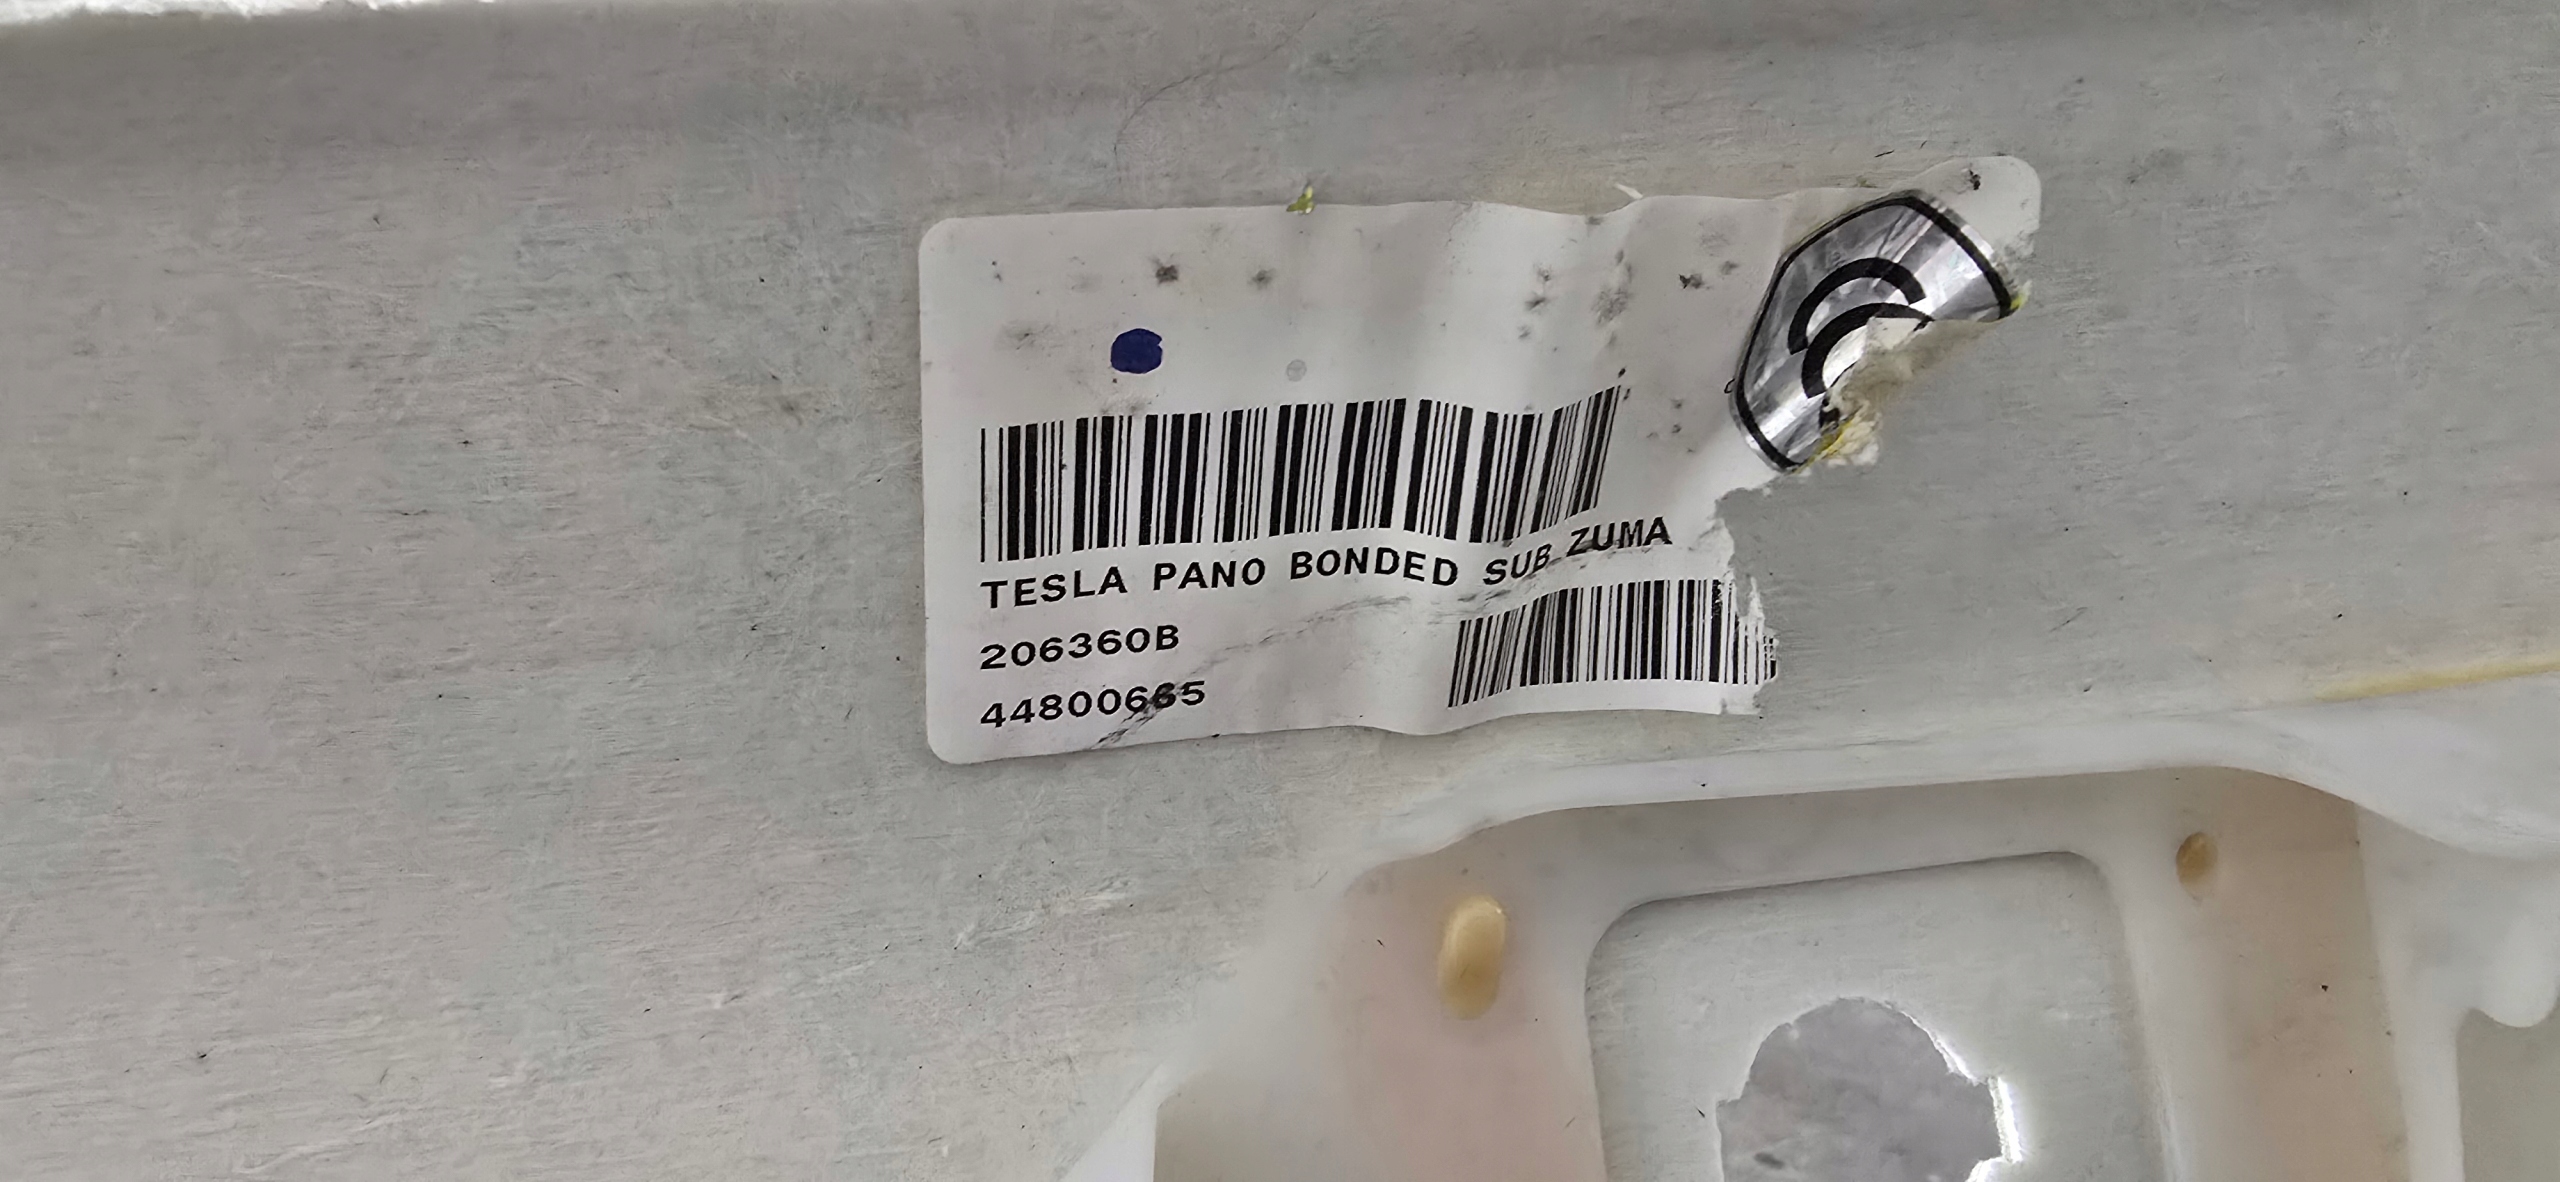 TESLA PANO BONDED SUB ZUMA
206360B
44800665